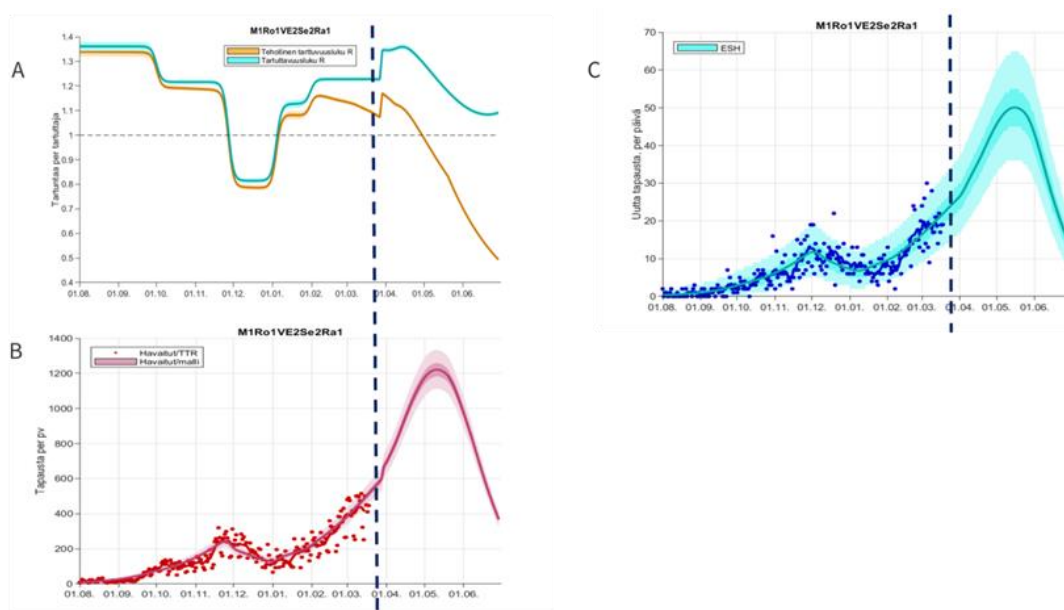 A
M1Ro1VE2Se2Ra1
Tehollinen tartuttavuusluku R
Tartuttavuusluku R
Tartuntaa per tartuttaja
1.4
1.3
1.2
1.1
1
0.9
0.8
0.7
0.6
0.5
0.4
01.08. 01.09. 01.10. 01.11. 01.12. 01.01. 01.02. 01.03. 01.04. 01.05. 01.06.
B
M1Ro1VE2Se2Ra1
Havaitut/TTR
Havaitut/malli
Tapausta per pv
1400
1200
1000
800
600
400
200
0
01.08. 01.09. 01.10. 01.11. 01.12. 01.01. 01.02. 01.03. 01.04. 01.05. 01.06.
C
M1Ro1VE2Se2Ra1
ESH
Uutta tapausta, per päivä
70
60
50
40
30
20
10
0
01.08. 01.09. 01.10. 01.11. 01.12. 01.01. 01.02. 01.03. 01.04. 01.05. 01.06.